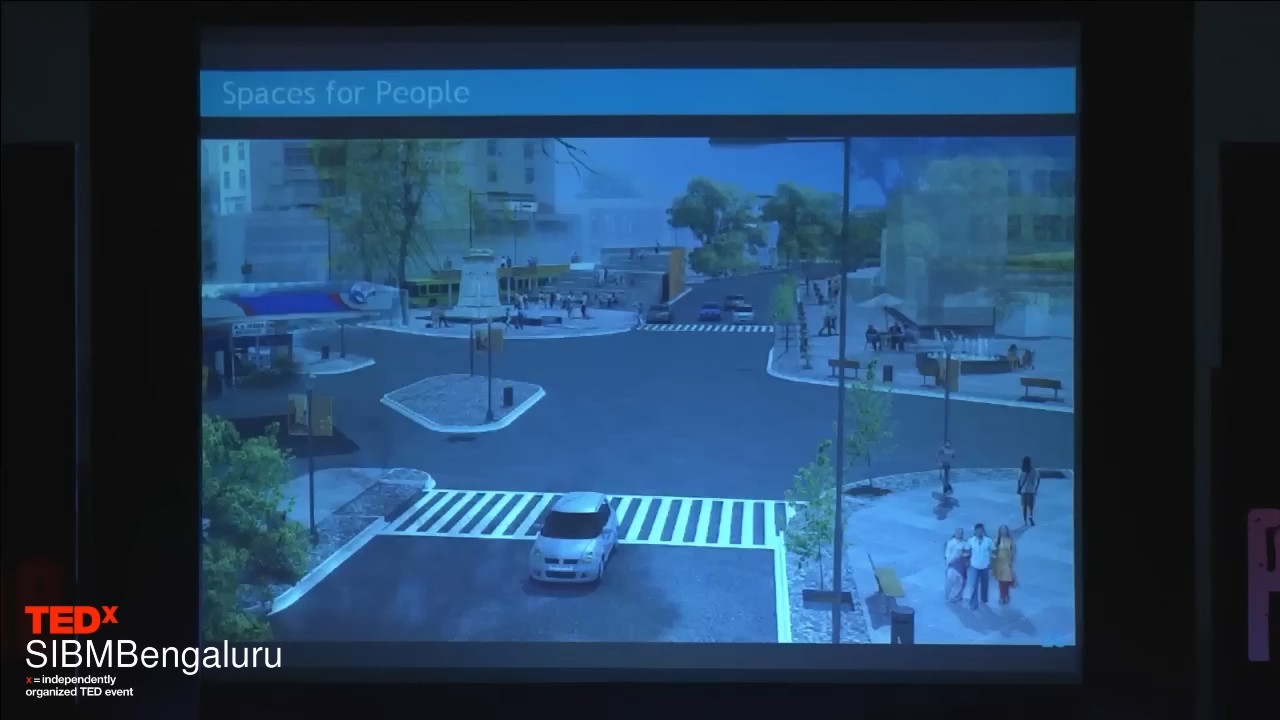 Spaces for People
TEDx
SIBMBengaluru
x = independently
organized TED event